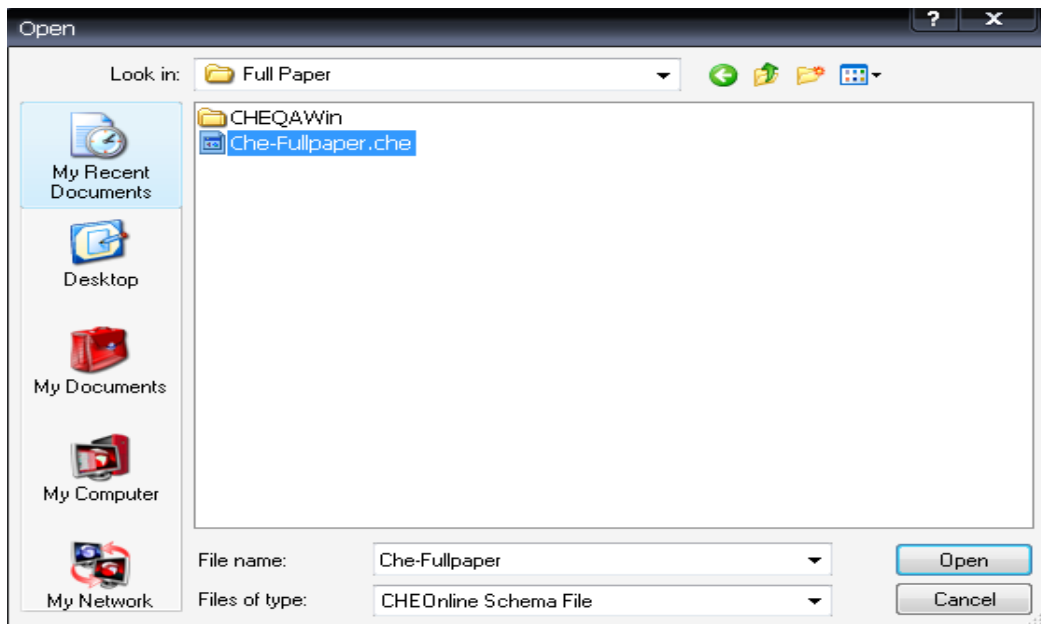 Open
? x
Look in: Full Paper
CHEQAWin
Che-Fullpaper.che
My Recent
Documents
Desktop
My Documents
My Computer
My Network
File name: Che-Fullpaper Open
Files of type: CHEOnline Schema File Cancel